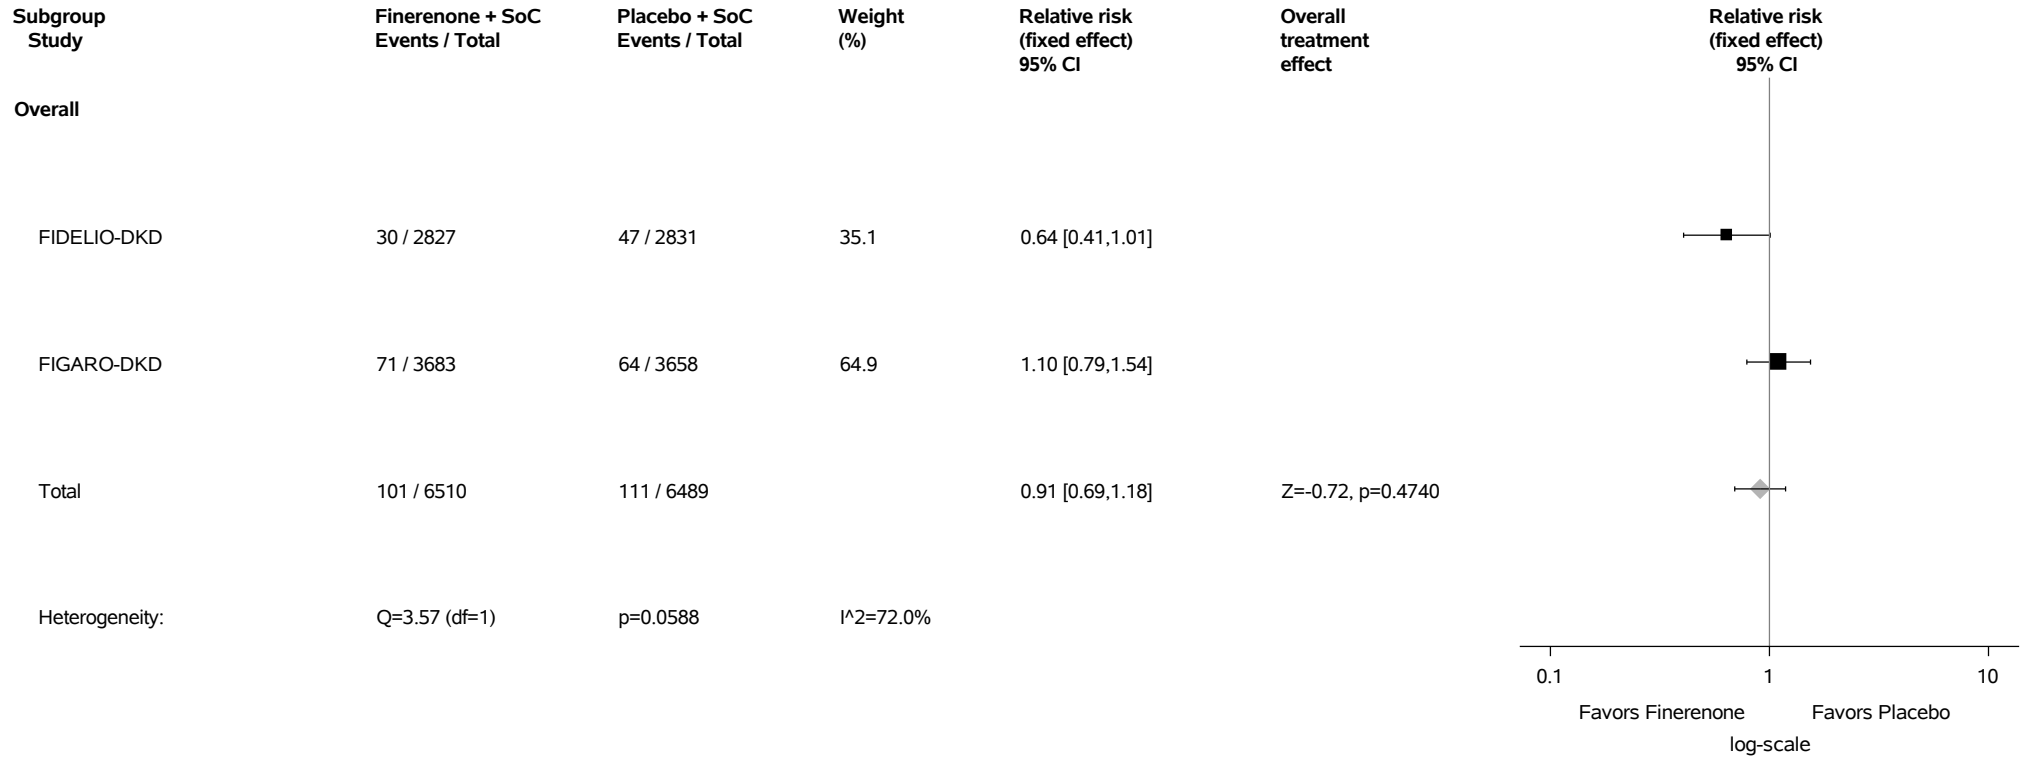 Subgroup Finerenone + SoC Placebo + SoC Weight Relative risk Overall Relative risk
Study Events / Total Events / Total (%) (fixed effect) treatment (fixed effect)
95% CI effect 95% CI
Overall
FIDELIO-DKD 30 / 2827 47 / 2831 35.1 0.64 [0.41,1.01]
FIGARO-DKD 71 / 3683 64 / 3658 64.9 1.10 [0.79,1.54]
Total 101 / 6510 111 / 6489 0.91 [0.69,1.18] Z=-0.72, p=0.4740
Heterogeneity: Q=3.57 (df=1) p=0.0588 I^2=72.0%
0.1 1 10
Favors Finerenone Favors Placebo
log-scale